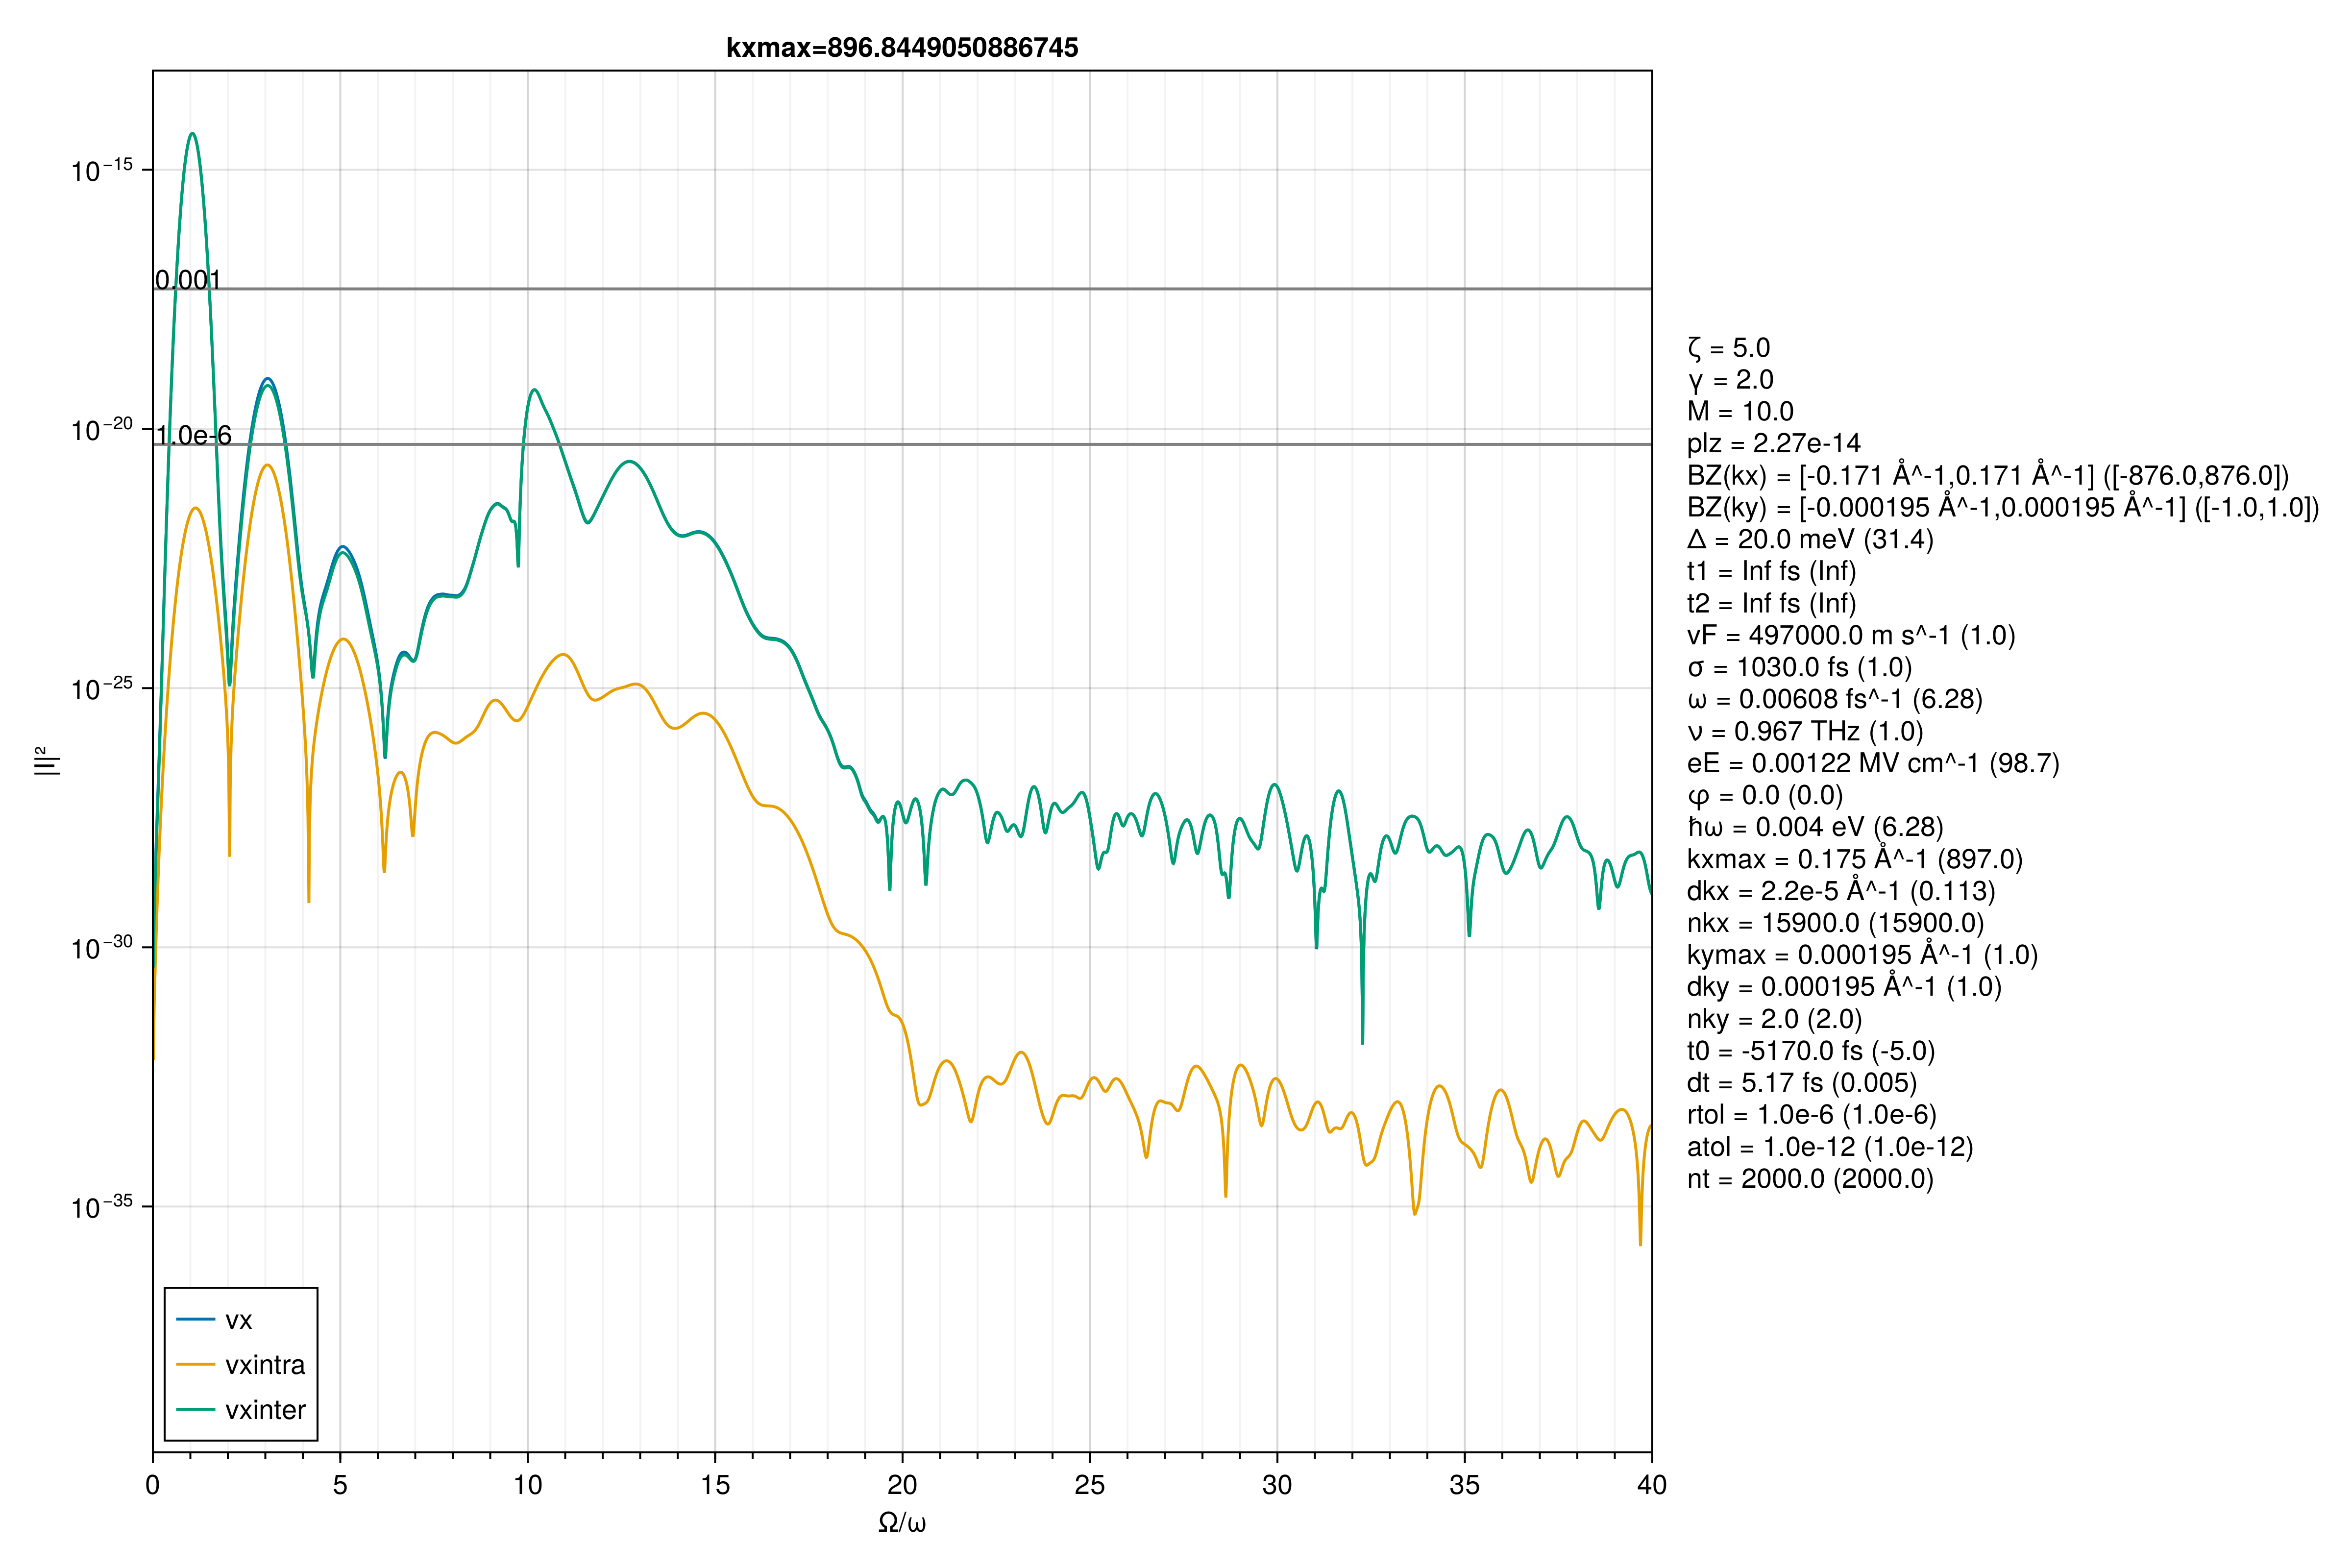 kxmax=896.8449050886745
10⁻¹⁵
10⁻²⁰
10⁻²⁵
10⁻³⁰
10⁻³⁵
|I|²
0.001
1.0e-6
vx
vxintra
vxinter
0 5 10 15 20 25 30 35 40
Ω/ω
ζ = 5.0
γ = 2.0
M = 10.0
plz = 2.27e-14
BZ(kx) = [-0.171 Å^-1,0.171 Å^-1] ([-876.0,876.0])
BZ(ky) = [-0.000195 Å^-1,0.000195 Å^-1] ([-1.0,1.0])
Δ = 20.0 meV (31.4)
t1 = Inf fs (Inf)
t2 = Inf fs (Inf)
vF = 497000.0 m s^-1 (1.0)
σ = 1030.0 fs (1.0)
ω = 0.00608 fs^-1 (6.28)
ν = 0.967 THz (1.0)
eE = 0.00122 MV cm^-1 (98.7)
φ = 0.0 (0.0)
ħω = 0.004 eV (6.28)
kxmax = 0.175 Å^-1 (897.0)
dkx = 2.2e-5 Å^-1 (0.113)
nkx = 15900.0 (15900.0)
kymax = 0.000195 Å^-1 (1.0)
dky = 0.000195 Å^-1 (1.0)
nky = 2.0 (2.0)
t0 = -5170.0 fs (-5.0)
dt = 5.17 fs (0.005)
rtol = 1.0e-6 (1.0e-6)
atol = 1.0e-12 (1.0e-12)
nt = 2000.0 (2000.0)